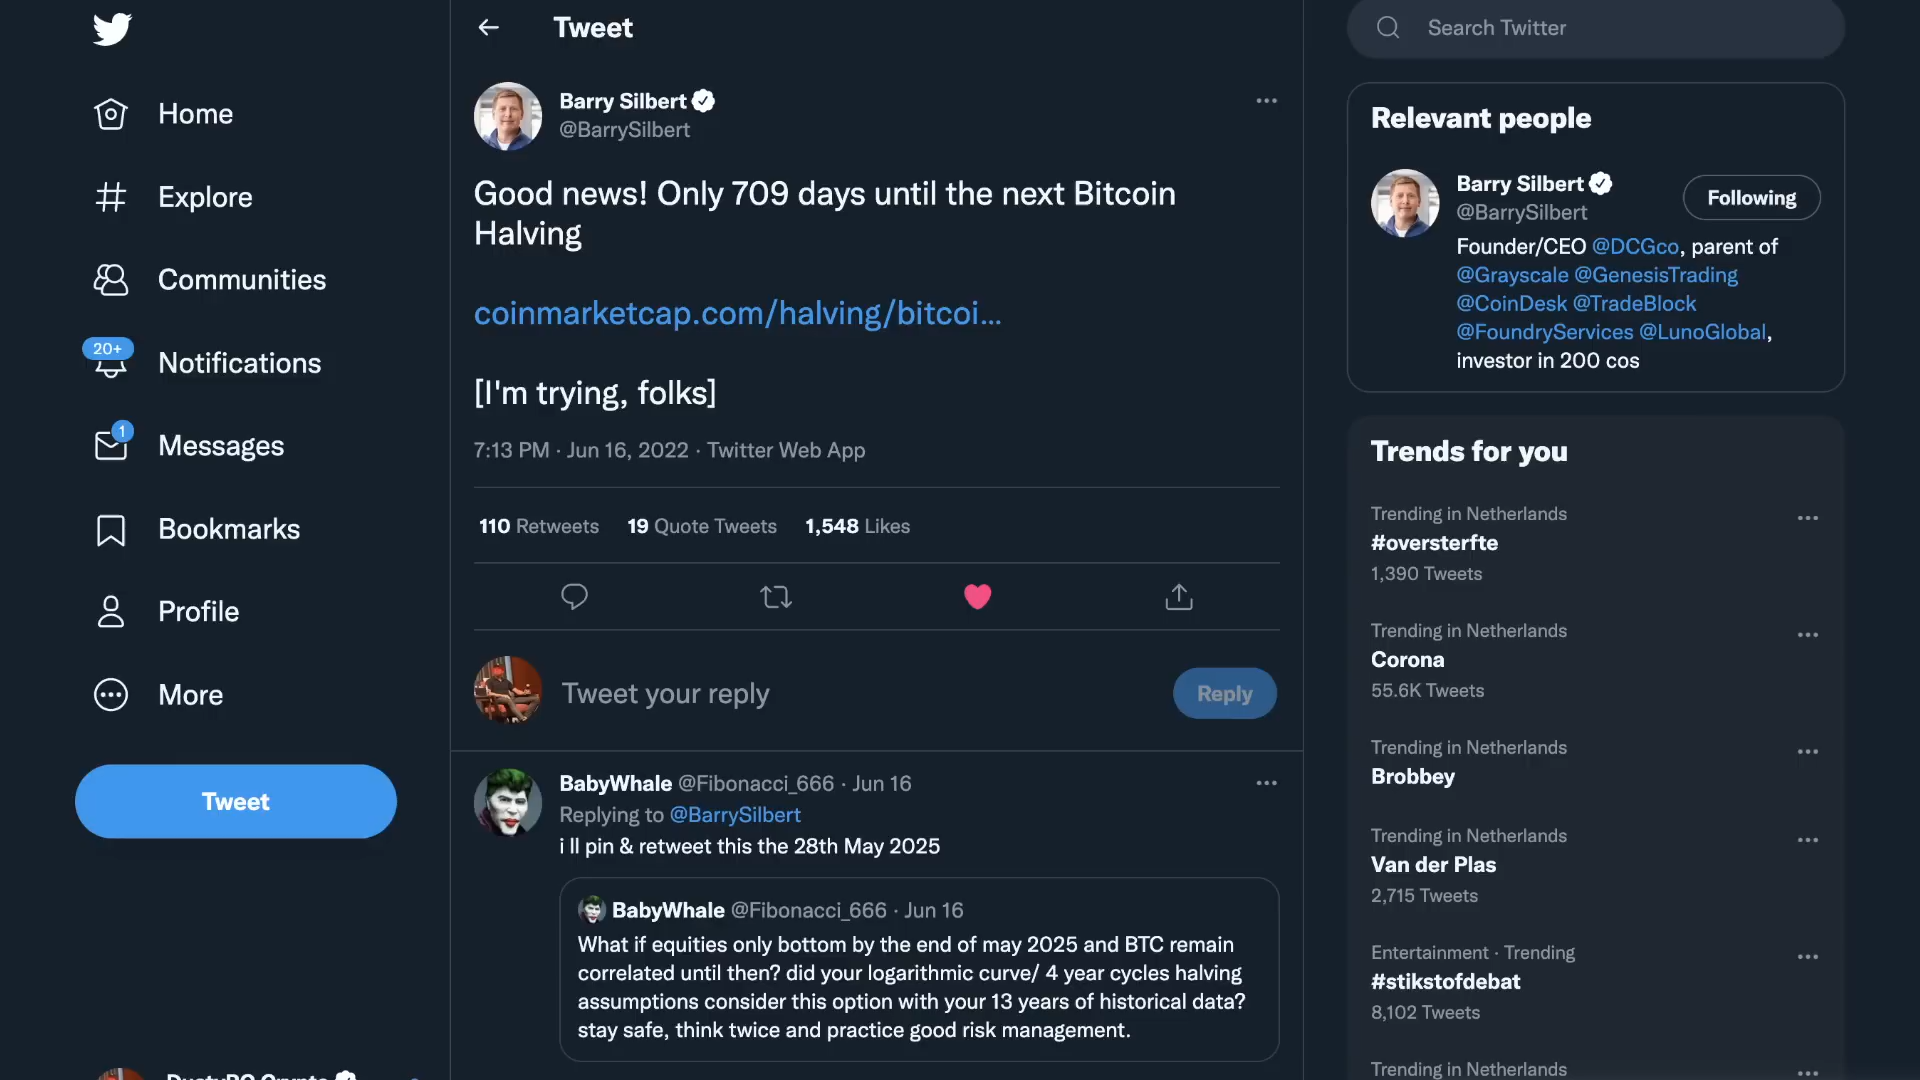 Home
Explore
Communities
20+
Notifications
1
Messages
Bookmarks
Profile
More
Tweet
Tweet
Barry Silbert
@BarrySilbert
Good news! Only 709 days until the next Bitcoin
Halving
coinmarketcap.com/halving/bitcoi...
[I'm trying, folks]
7:13 PM · Jun 16, 2022 · Twitter Web App
110 Retweets 19 Quote Tweets 1,548 Likes
Tweet your reply
Reply
BabyWhale @Fibonacci_666 · Jun 16
Replying to @BarrySilbert
i ll pin & retweet this the 28th May 2025
BabyWhale @Fibonacci_666 · Jun 16
What if equities only bottom by the end of may 2025 and BTC remain
correlated until then? did your logarithmic curve/ 4 year cycles halving
assumptions consider this option with your 13 years of historical data?
stay safe, think twice and practice good risk management.
Search Twitter
Relevant people
Barry Silbert
@BarrySilbert
Following
Founder/CEO @DCGco, parent of
@Grayscale @GenesisTrading
@CoinDesk @TradeBlock
@FoundryServices @LunoGlobal,
investor in 200 cos
Trends for you
Trending in Netherlands
#oversterfte
1,390 Tweets
Trending in Netherlands
Corona
55.6K Tweets
Trending in Netherlands
Brobbey
Trending in Netherlands
Van der Plas
2,715 Tweets
Entertainment · Trending
#stikstofdebat
8,102 Tweets
Trending in Netherlands